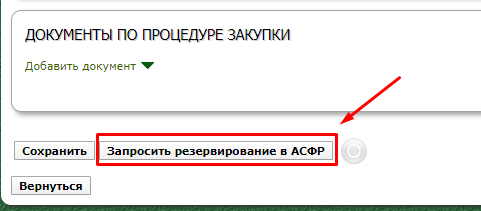 ДОКУМЕНТЫ ПО ПРОЦЕДУРЕ ЗАКУПКИ
Добавить документ
Сохранить Запросить резервирование в АСФР
Вернуться